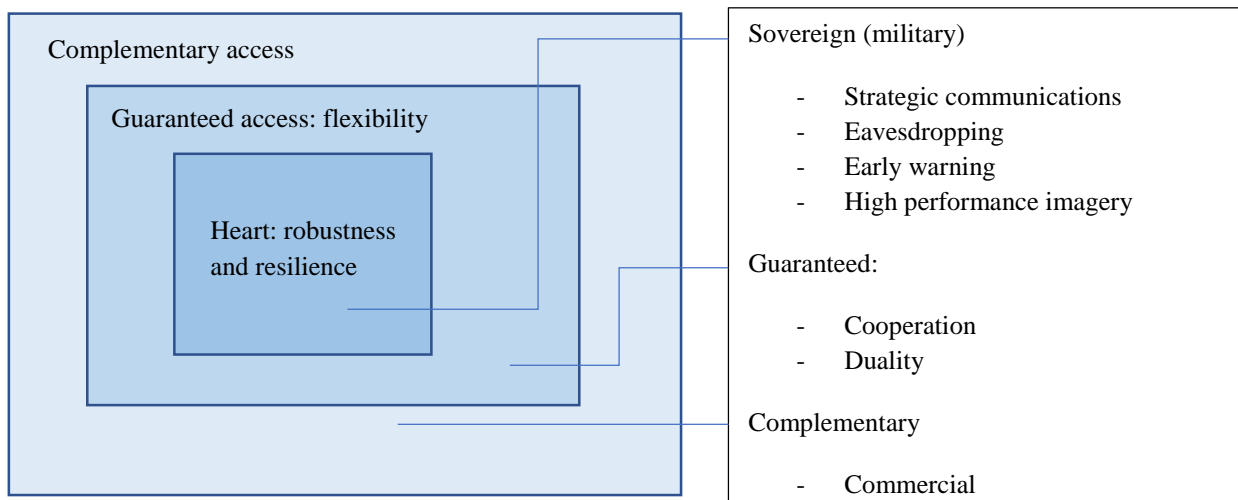 Complementary access
Guaranteed access: flexibility
Heart: robustness
and resilience
Sovereign (military)
- Strategic communications
- Eavesdropping
- Early warning
- High performance imagery
Guaranteed:
- Cooperation
- Duality
Complementary
- Commercial